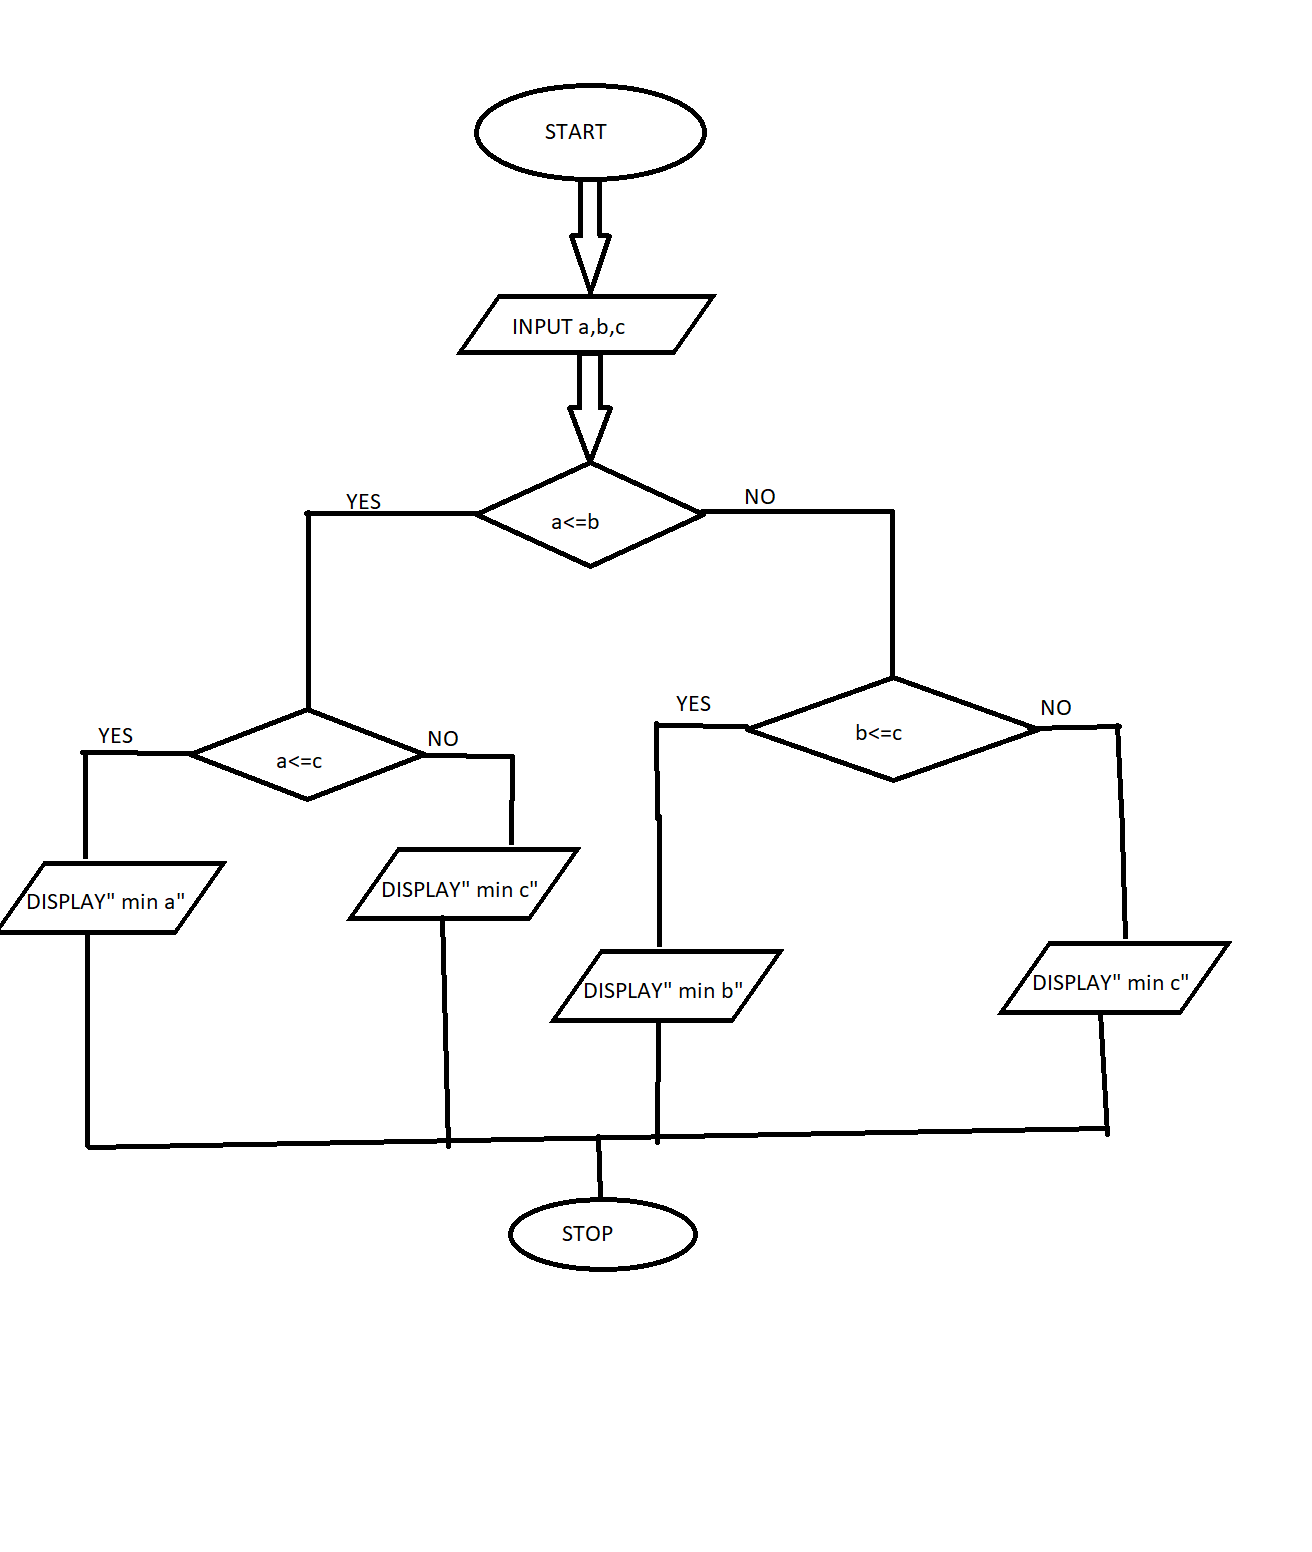 START
INPUT a,b,c
a<=b
YES
NO
a<=c
YES
NO
b<=c
YES
NO
DISPLAY" min a"
DISPLAY" min c"
DISPLAY" min b"
DISPLAY" min c"
STOP